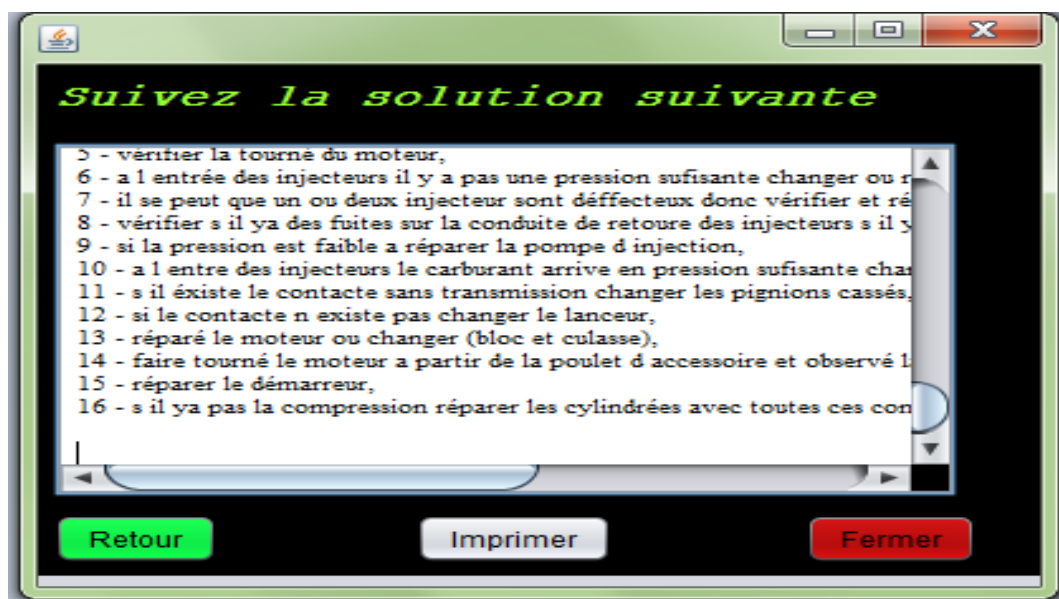 Suivez la solution suivante
5 - vérifier la tourné du moteur,
6 - a l entrée des injecteurs il y a pas une pression sufisante changer ou
7 - il se peut que un ou deux injecteur sont déffecteux donc vérifier et ré
8 - vérifier s il ya des fuites sur la conduite de retoure des injecteurs s il y
9 - si la pression est faible a réparer la pompe d injection,
10 - a l entre des injecteurs le carburant arrive en pression sufisante
11 - s il éxiste le contacte sans transmission changer les pignions cassés,
12 - si le contacte n existe pas changer le lanceur,
13 - réparé le moteur ou changer (bloc et culasse),
14 - faire tourné le moteur a partir de la poulet d accessoire et observé
15 - réparer le démarreur,
16 - s il ya pas la compression réparer les cylindrées avec toutes ces con
Retour Imprimer Fermer